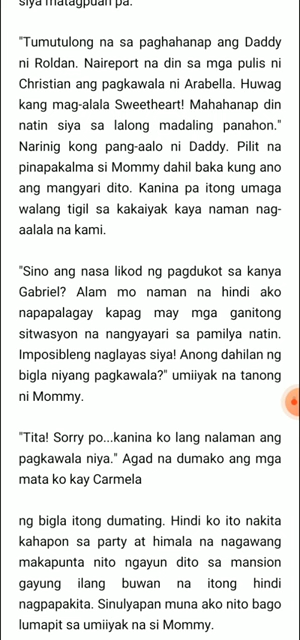 siya matagpuan pa.
"Tumutulong na sa paghahanap ang Daddy
ni Roldan. Naireport na din sa mga pulis ni
Christian ang pagkawala ni Arabella. Huwag
kang mag-alala Sweetheart! Mahahanap din
natin siya sa lalong madaling panahon."
Narinig kong pang-aalo ni Daddy. Pilit na
pinapakalma si Mommy dahil baka kung ano
ang mangyari dito. Kanina pa itong umaga
walang tigil sa kakaiyak kaya naman nag-
aalala na kami.
"Sino ang nasa likod ng pagdukot sa kanya
Gabriel? Alam mo naman na hindi ako
napapalagay kapag may mga ganitong
sitwasyon na nangyayari sa pamilya natin.
Imposibleng naglayas siya! Anong dahilan ng
bigla niyang pagkawala?" umiiyak na tanong
ni Mommy.
"Tita! Sorry po...kanina ko lang nalaman ang
pagkawala niya." Agad na dumako ang mga
mata ko kay Carmela
ng bigla itong dumating. Hindi ko ito nakita
kahapon sa party at himala na nagawang
makapunta nito ngayun dito sa mansion
gayung ilang buwan na itong hindi
nagpapakita. Sinulyapan muna ako nito bago
lumapit sa umiiyak na si Mommy.